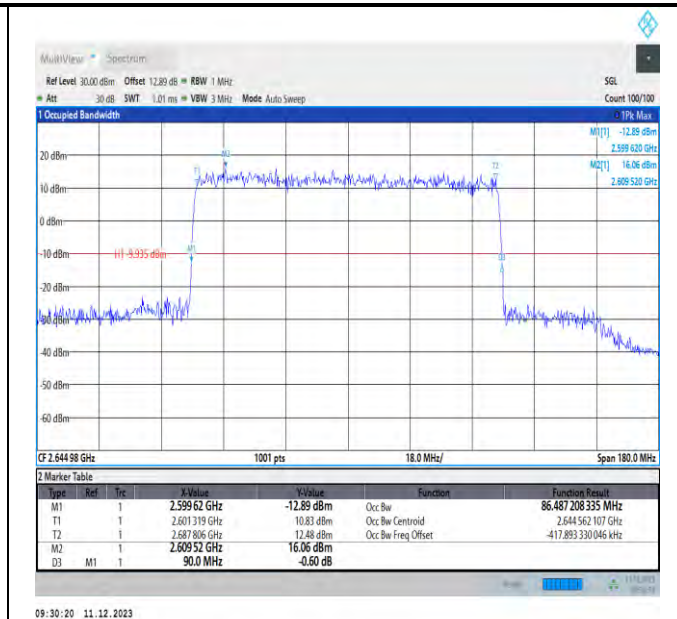 MultiView Spectrum
Ref Level 30.00 dBm Offset 12.89 dB RBW 1 MHz SGL
Att 30 dB SWT 1.01 ms VBW 3 MHz Mode Auto Sweep Count 100/100
1 Occupied Bandwidth 1Pk Max
M1[1] -12.89 dBm
2.599 620 GHz
M2[1] 16.06 dBm
2.609 520 GHz
M2
T1
T2
20 dBm
10 dBm
0 dBm
-10 dBm
H1 -9.935 dBm
M1
D3
-20 dBm
-30 dBm
-40 dBm
-50 dBm
-60 dBm
CF 2.644 98 GHz 1001 pts 18.0 MHz/ Span 180.0 MHz
2 Marker Table
Type Ref Trc X-Value Y-Value Function Function Result
M1 1 2.599 62 GHz -12.89 dBm Occ Bw 86.487 208 335 MHz
T1 1 2.601 319 GHz 10.83 dBm Occ Bw Centroid 2.644 562 107 GHz
T2 1 2.687 806 GHz 12.48 dBm Occ Bw Freq Offset -417.893 330 046 kHz
M2 1 2.609 52 GHz 16.06 dBm
D3 M1 1 90.0 MHz -0.60 dB
09:30:20 11.12.2023